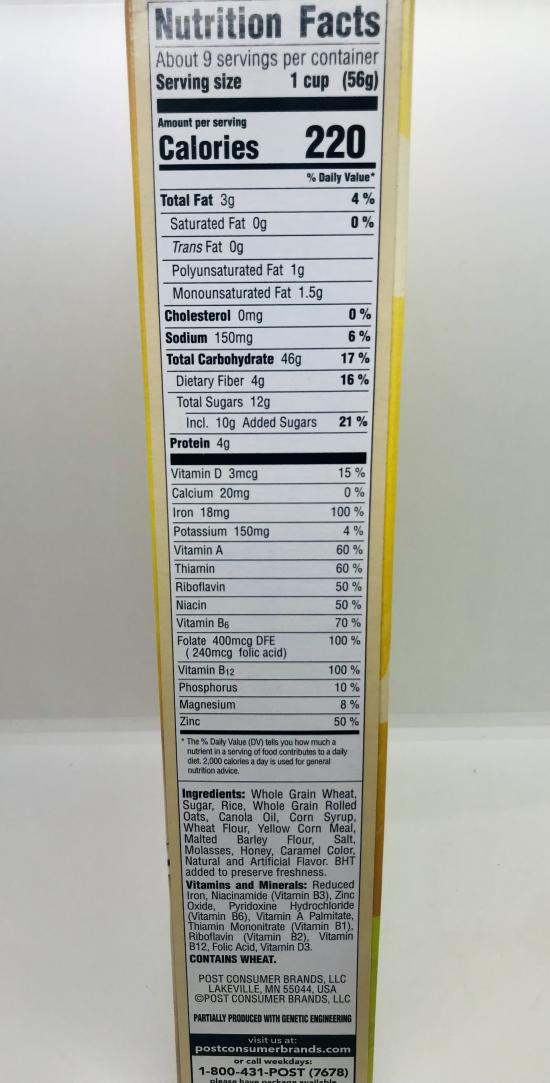 Nutrition Facts
About 9 servings per container
Serving size 1 cup (56g)
Amount per serving
Calories 220
% Daily Value*
Total Fat 3g 4 %
Saturated Fat 0g 0 %
Trans Fat 0g
Polyunsaturated Fat 1g
Monounsaturated Fat 1.5g
Cholesterol 0mg 0 %
Sodium 150mg 6 %
Total Carbohydrate 46g 17 %
Dietary Fiber 4g 16 %
Total Sugars 12g
Incl. 10g Added Sugars 21 %
Protein 4g
Vitamin D 3mcg 15 %
Calcium 20mg 0 %
Iron 18mg 100 %
Potassium 150mg 4 %
Vitamin A 60 %
Thiamin 60 %
Riboflavin 50 %
Niacin 50 %
Vitamin B6 70 %
Folate 400mcg DFE 100 %
( 240mcg folic acid)
Vitamin B12 100 %
Phosphorus 10 %
Magnesium 8 %
Zinc 50 %
* The % Daily Value (DV) tells you how much a
nutrient in a serving of food contributes to a daily
diet. 2,000 calories a day is used for general
nutrition advice.
Ingredients: Whole Grain Wheat,
Sugar, Rice, Whole Grain Rolled
Oats, Canola Oil, Corn Syrup,
Wheat Flour, Yellow Corn Meal,
Malted Barley Flour, Salt,
Molasses, Honey, Caramel Color,
Natural and Artificial Flavor. BHT
added to preserve freshness.
Vitamins and Minerals: Reduced
Iron, Niacinamide (Vitamin B3), Zinc
Oxide, Pyridoxine Hydrochloride
(Vitamin B6), Vitamin A Palmitate,
Thiamin Mononitrate (Vitamin B1),
Riboflavin (Vitamin B2), Vitamin
B12, Folic Acid, Vitamin D3.
CONTAINS WHEAT.
POST CONSUMER BRANDS, LLC
LAKEVILLE, MN 55044, USA
©POST CONSUMER BRANDS, LLC
PARTIALLY PRODUCED WITH GENETIC ENGINEERING
visit us at:
postconsumerbrands.com
or call weekdays:
1-800-431-POST (7678)
please have package available